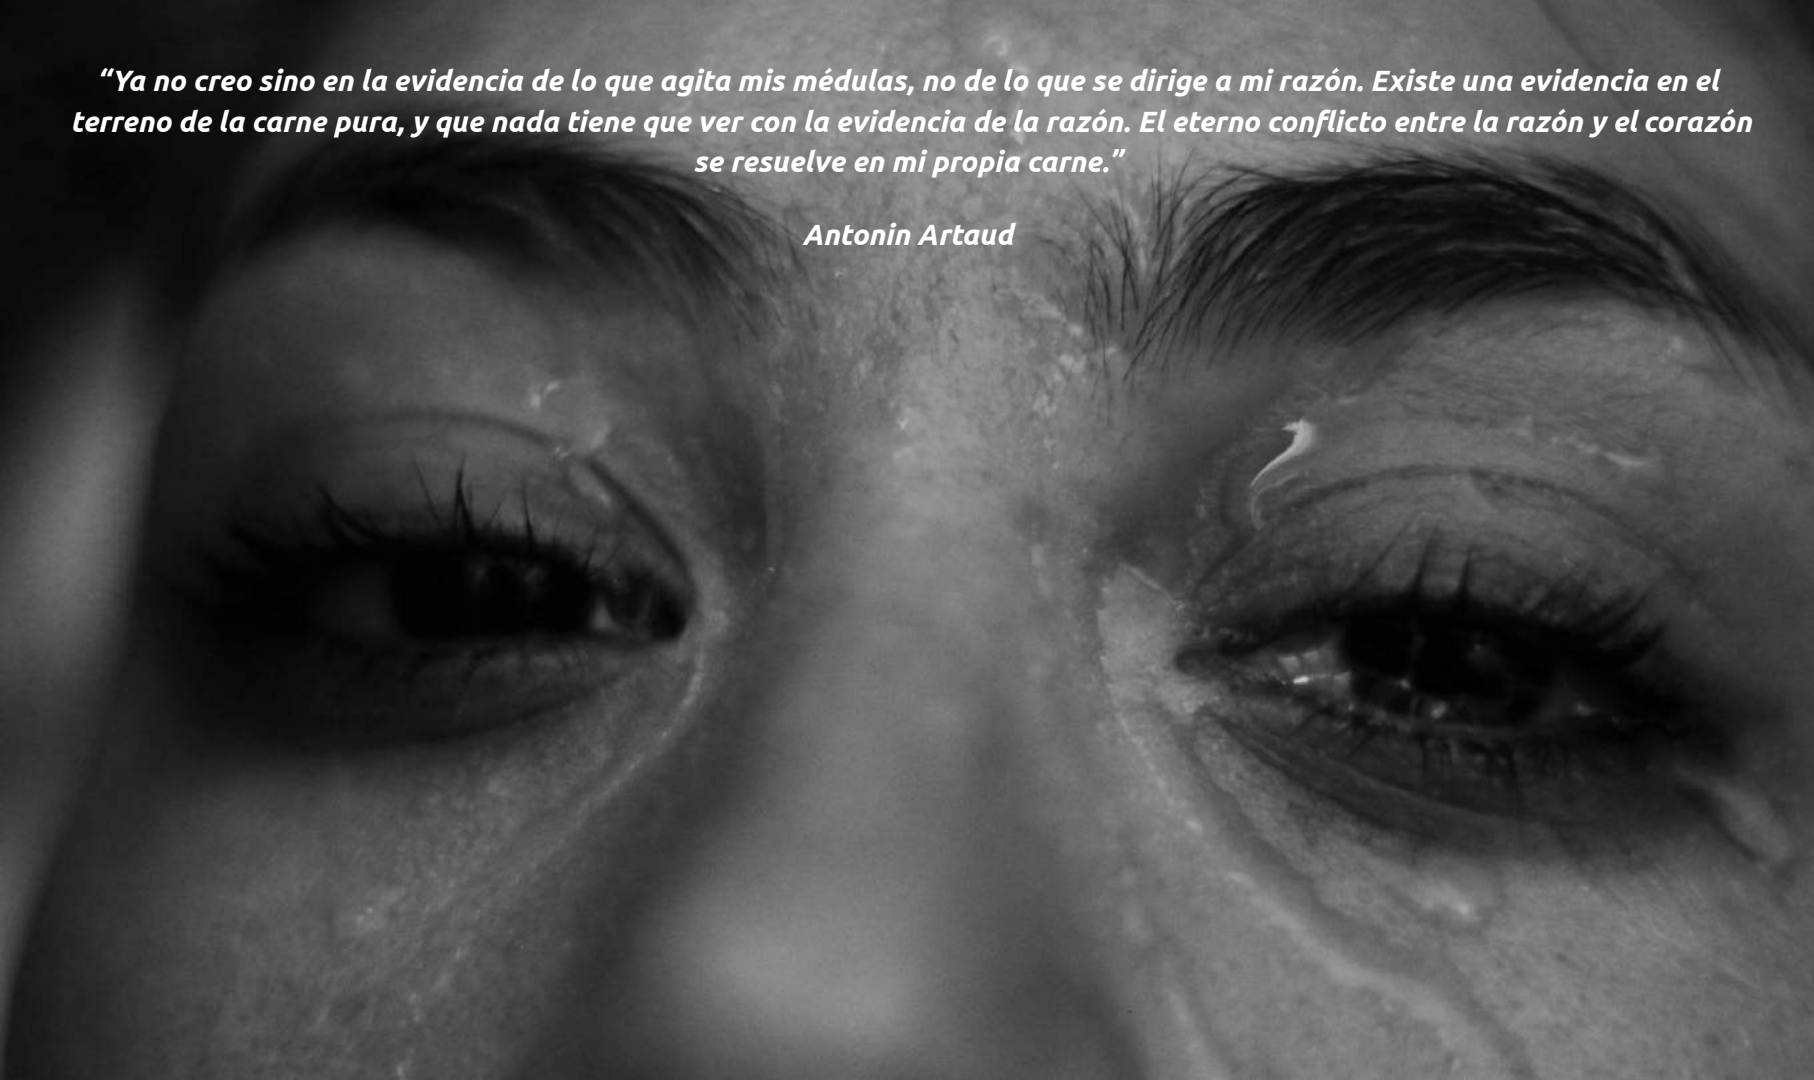 “Ya no creo sino en la evidencia de lo que agita mis médulas, no de lo que se dirige a mi razón. Existe una evidencia en el
terreno de la carne pura, y que nada tiene que ver con la evidencia de la razón. El eterno conflicto entre la razón y el corazón
se resuelve en mi propia carne.”
Antonin Artaud